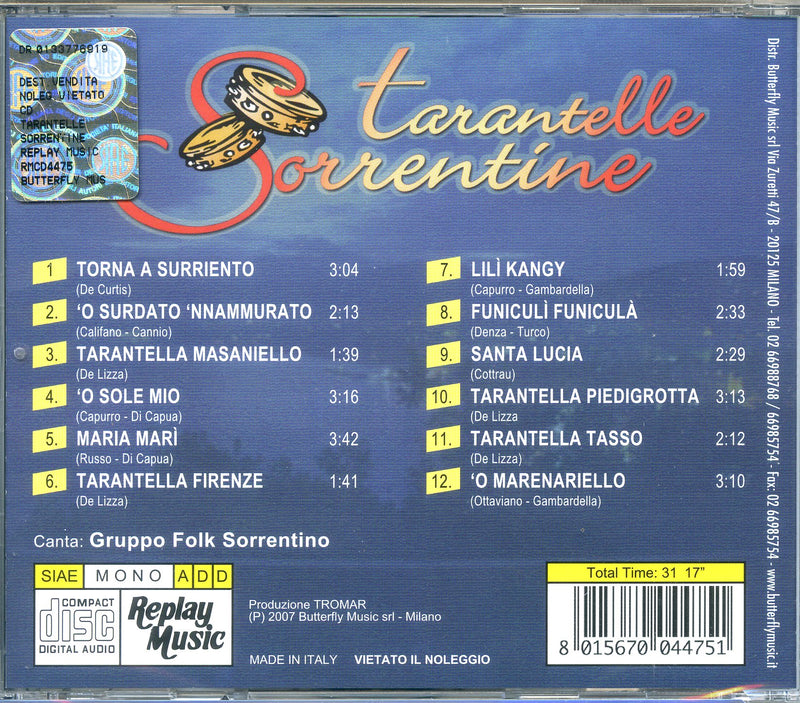 DR 0133776919
DEST VENDITA
NOLEG VIETATO
CD
TARANTELLE
SORRENTINE
REPLAY MUSIC
RMCD4475
BUTTERFLY MUS
tarantelle
Sorrentine
1 TORNA A SURRIENTO 3:04
(De Curtis)
2. ‘O SURDATO ‘NNAMMURATO 2:13
(Califano - Cannio)
3. TARANTELLA MASANIELLO 1:39
(De Lizza)
4. ‘O SOLE MIO 3:16
(Capurro - Di Capua)
5. MARIA MARÌ 3:42
(Russo - Di Capua)
6. TARANTELLA FIRENZE 1:41
(De Lizza)
7. LILÌ KANGY 1:59
(Capurro - Gambardella)
8. FUNICULÌ FUNICULÀ 2:33
(Denza - Turco)
9. SANTA LUCIA 2:29
(Cottrau)
10. TARANTELLA PIEDIGROTTA 3:13
(De Lizza
11. TARANTELLA TASSO 2:12
(De Lizza)
12. ‘O MARENARIELLO 3:10
(Ottaviano - Gambardella)
Canta: Gruppo Folk Sorrentino
SIAE MONO ADD
COMPACT
disc
DIGITAL AUDIO
Replay
Music
Produzione TROMAR
(P) 2007 Butterfly Music srl - Milano
MADE IN ITALY VIETATO IL NOLEGGIO
Total Time: 31 17”
8 015670 044751
Distr. Butterfly Music srl Via Zuretti 47/B - 20125 MILANO - Tel. 02 66988768 / 66985754 - Fax: 02 66985754 - www.butterflymusic.it